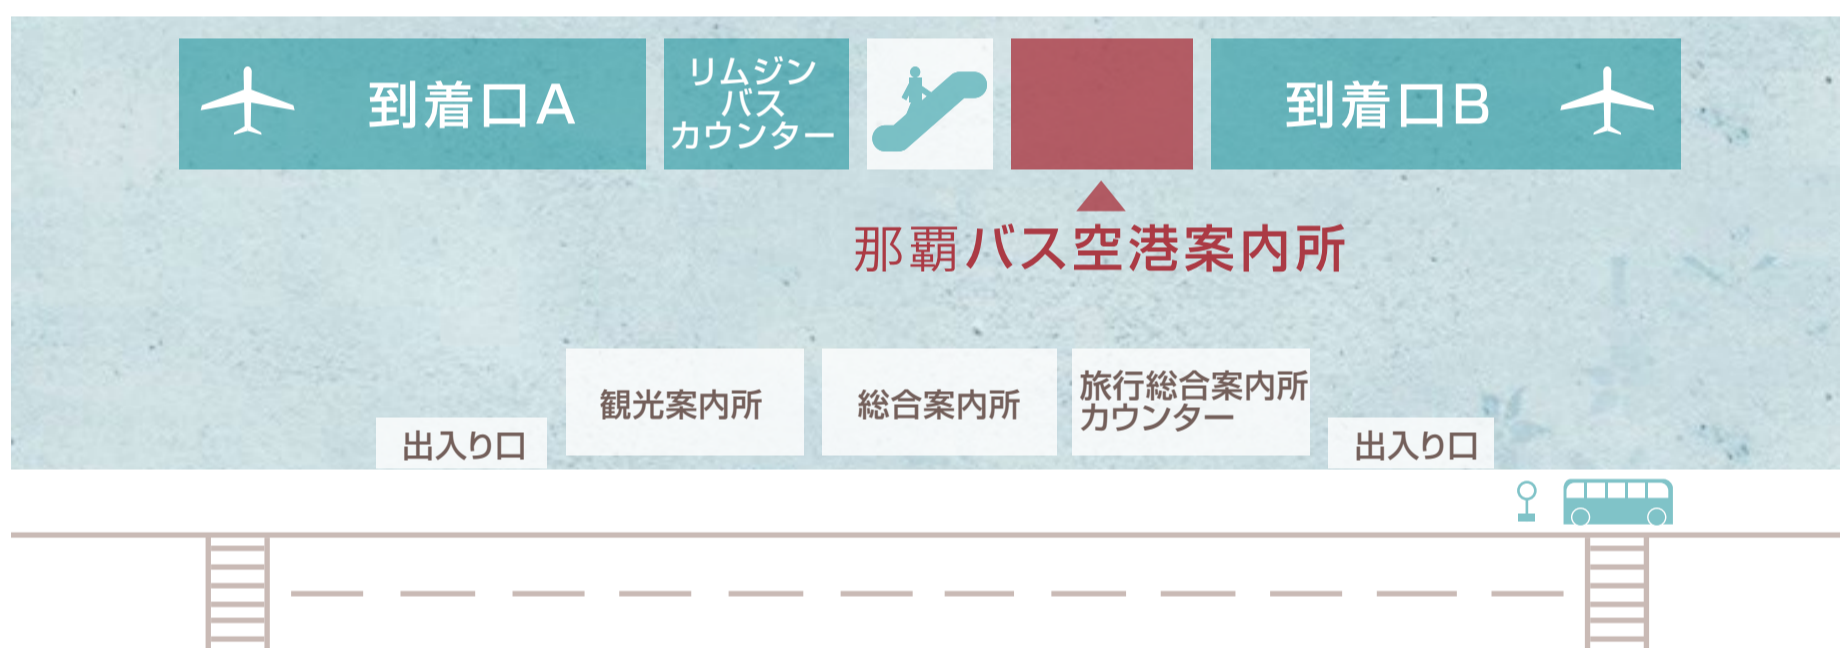 到着口A
リムジン
バス
カウンター
到着口B
那覇バス空港案内所
観光案内所
総合案内所
旅行総合案内所
カウンター
出入り口
出入り口